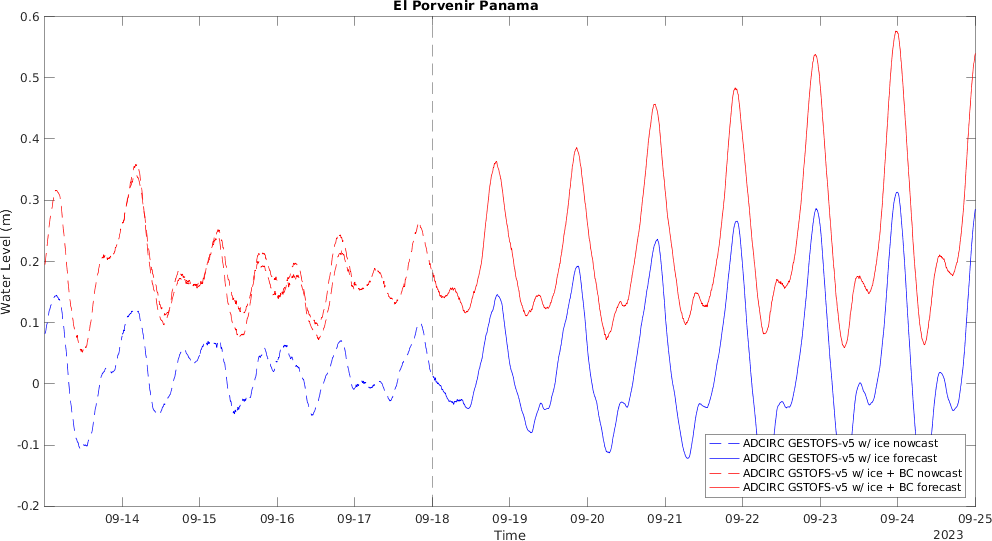 El Porvenir Panama
0.6
0.5
0.4
0.3
0.2
0.1
0
-0.1
-0.2
Water Level (m)
ADCIRC GESTOFS-v5 w/ ice nowcast
ADCIRC GESTOFS-v5 w/ ice forecast
ADCIRC GSTOFS-v5 w/ ice + BC nowcast
ADCIRC GSTOFS-v5 w/ ice + BC forecast
09-14 09-15 09-16 09-17 09-18 09-19 09-20 09-21 09-22 09-23 09-24 09-25
Time
2023